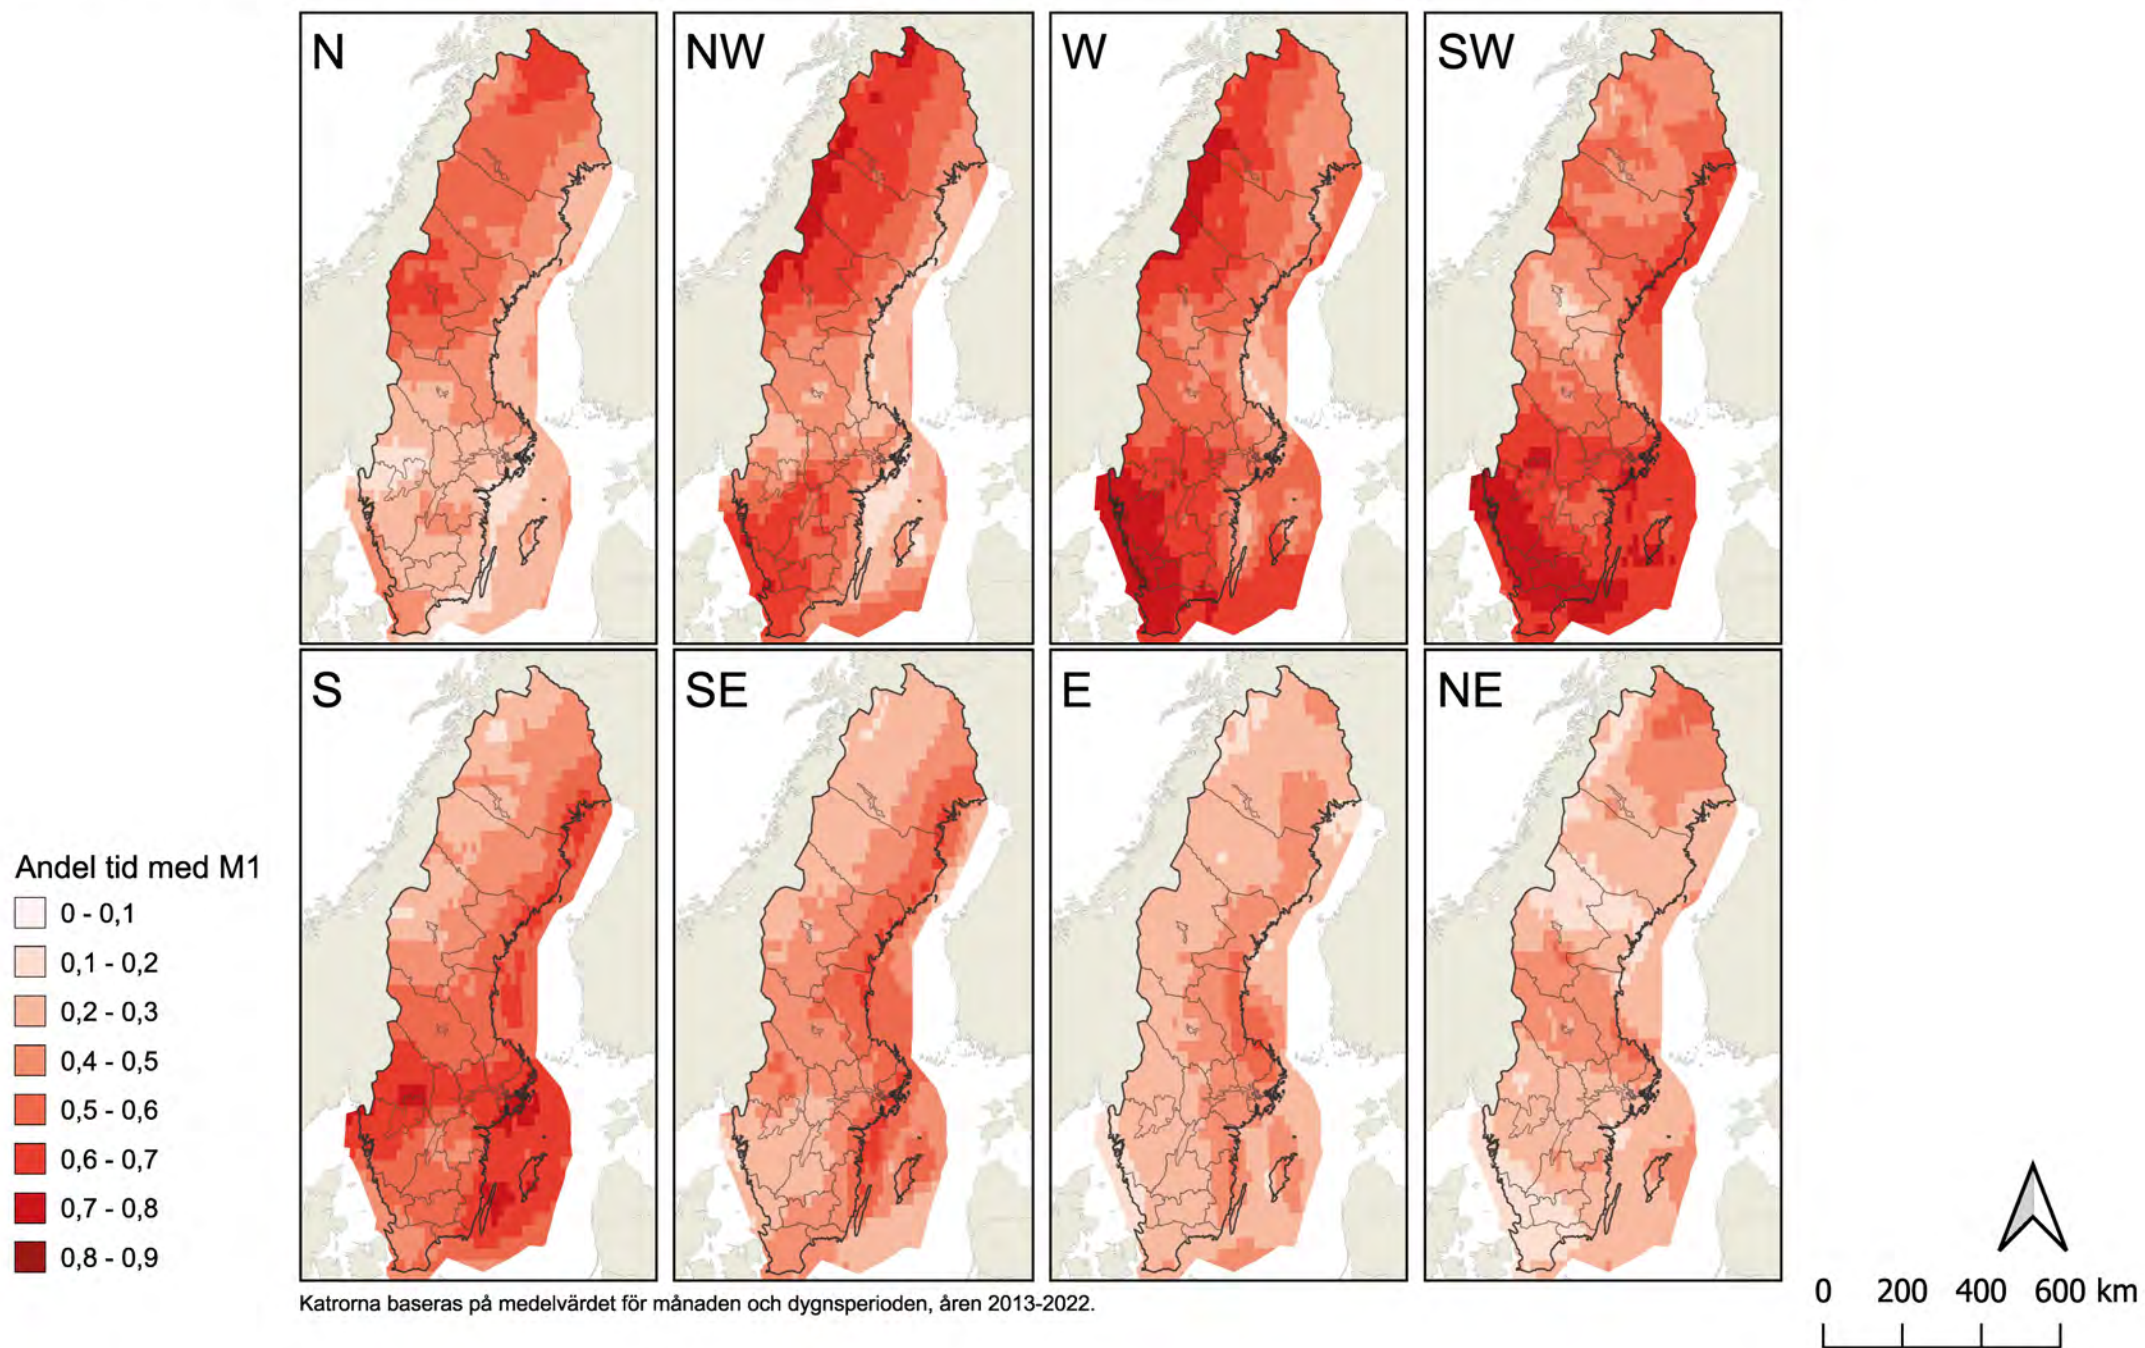 N
NW
W
SW
S
SE
E
NE
Andel tid med M1
0 - 0,1
0,1 - 0,2
0,2 - 0,3
0,4 - 0,5
0,5 - 0,6
0,6 - 0,7
0,7 - 0,8
0,8 - 0,9
Katrorna baseras på medelvärdet för månaden och dygnsperioden, åren 2013-2022.
0 200 400 600 km